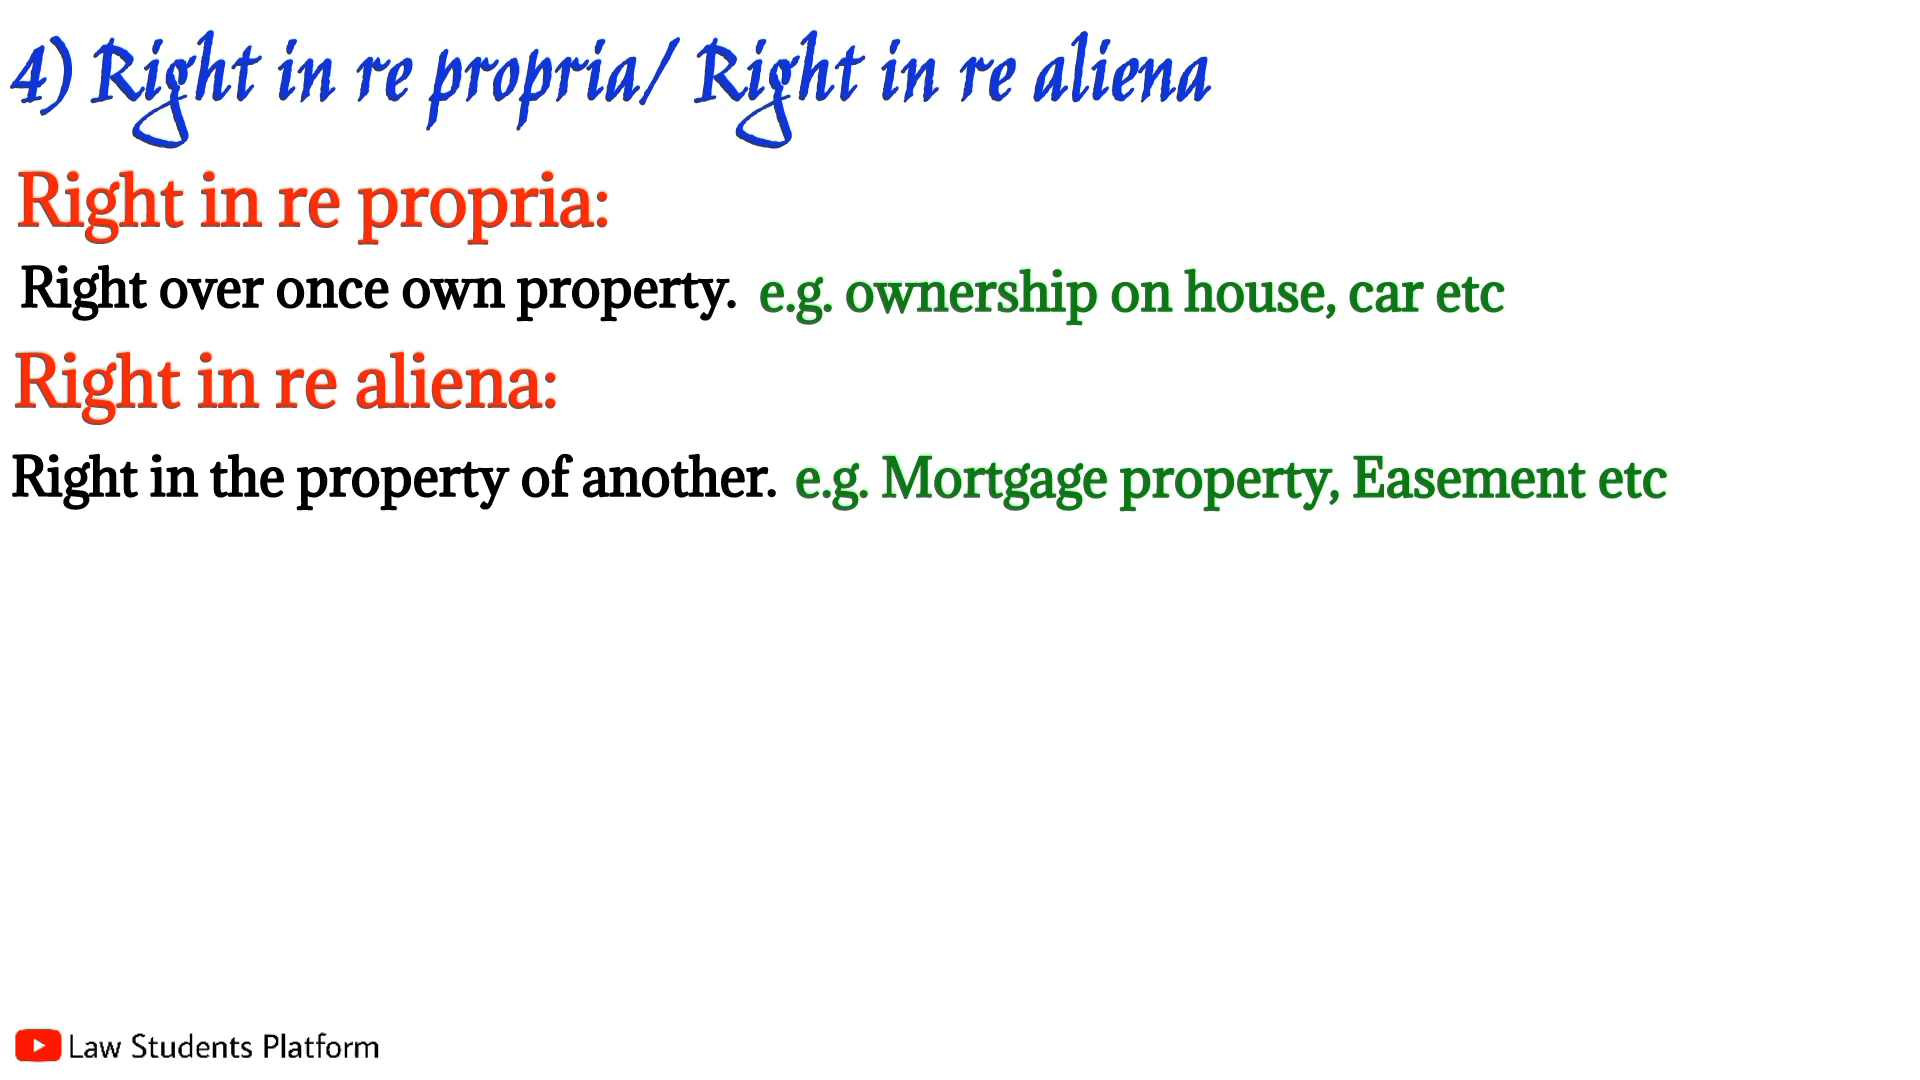 4) Right in re propria/ Right in re aliena
Right in re propria:
Right over once own property. e.g. ownership on house, car etc
Right in re aliena:
Right in the property of another. e.g. Mortgage property, Easement etc
Law Students Platform